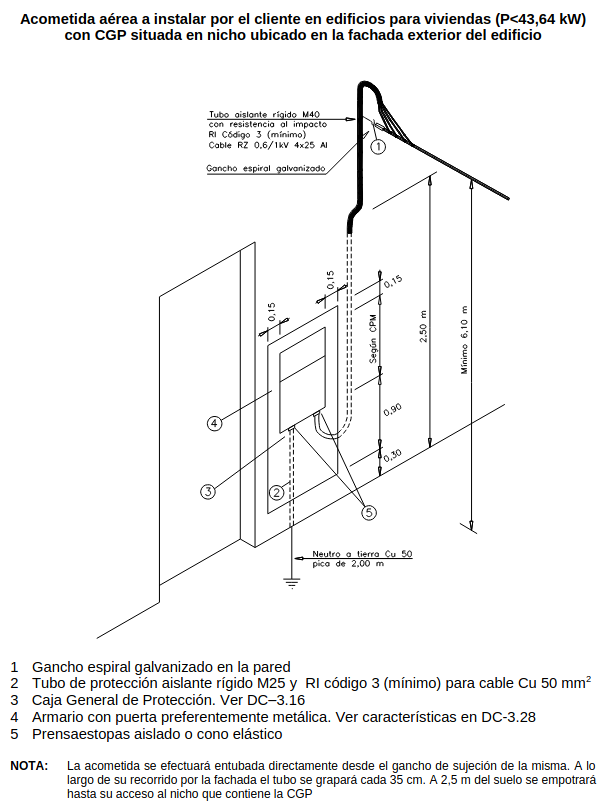 Acometida aérea a instalar por el cliente en edificios para viviendas (P<43,64 kW)
con CGP situada en nicho ubicado en la fachada exterior del edificio
Tubo aislante rígido M40
con resistencia al impacto
RI Código 3 (mínimo)
Cable RZ 0,6/1kV 4x25 Al
1
Gancho espiral galvanizado
0,15
0,15
0,15
Según CPM
2,50 m
Mínimo 6,10 m
0,90
4
0,30
3
2
5
Neutro a tierra Cu 50
pica de 2,00 m
1 Gancho espiral galvanizado en la pared
2 Tubo de protección aislante rígido M25 y RI código 3 (mínimo) para cable Cu 50 mm²
3 Caja General de Protección. Ver DC–3.16
4 Armario con puerta preferentemente metálica. Ver características en DC-3.28
5 Prensaestopas aislado o cono elástico
NOTA: La acometida se efectuará entubada directamente desde el gancho de sujeción de la misma. A lo
largo de su recorrido por la fachada el tubo se grapará cada 35 cm. A 2,5 m del suelo se empotrará
hasta su acceso al nicho que contiene la CGP